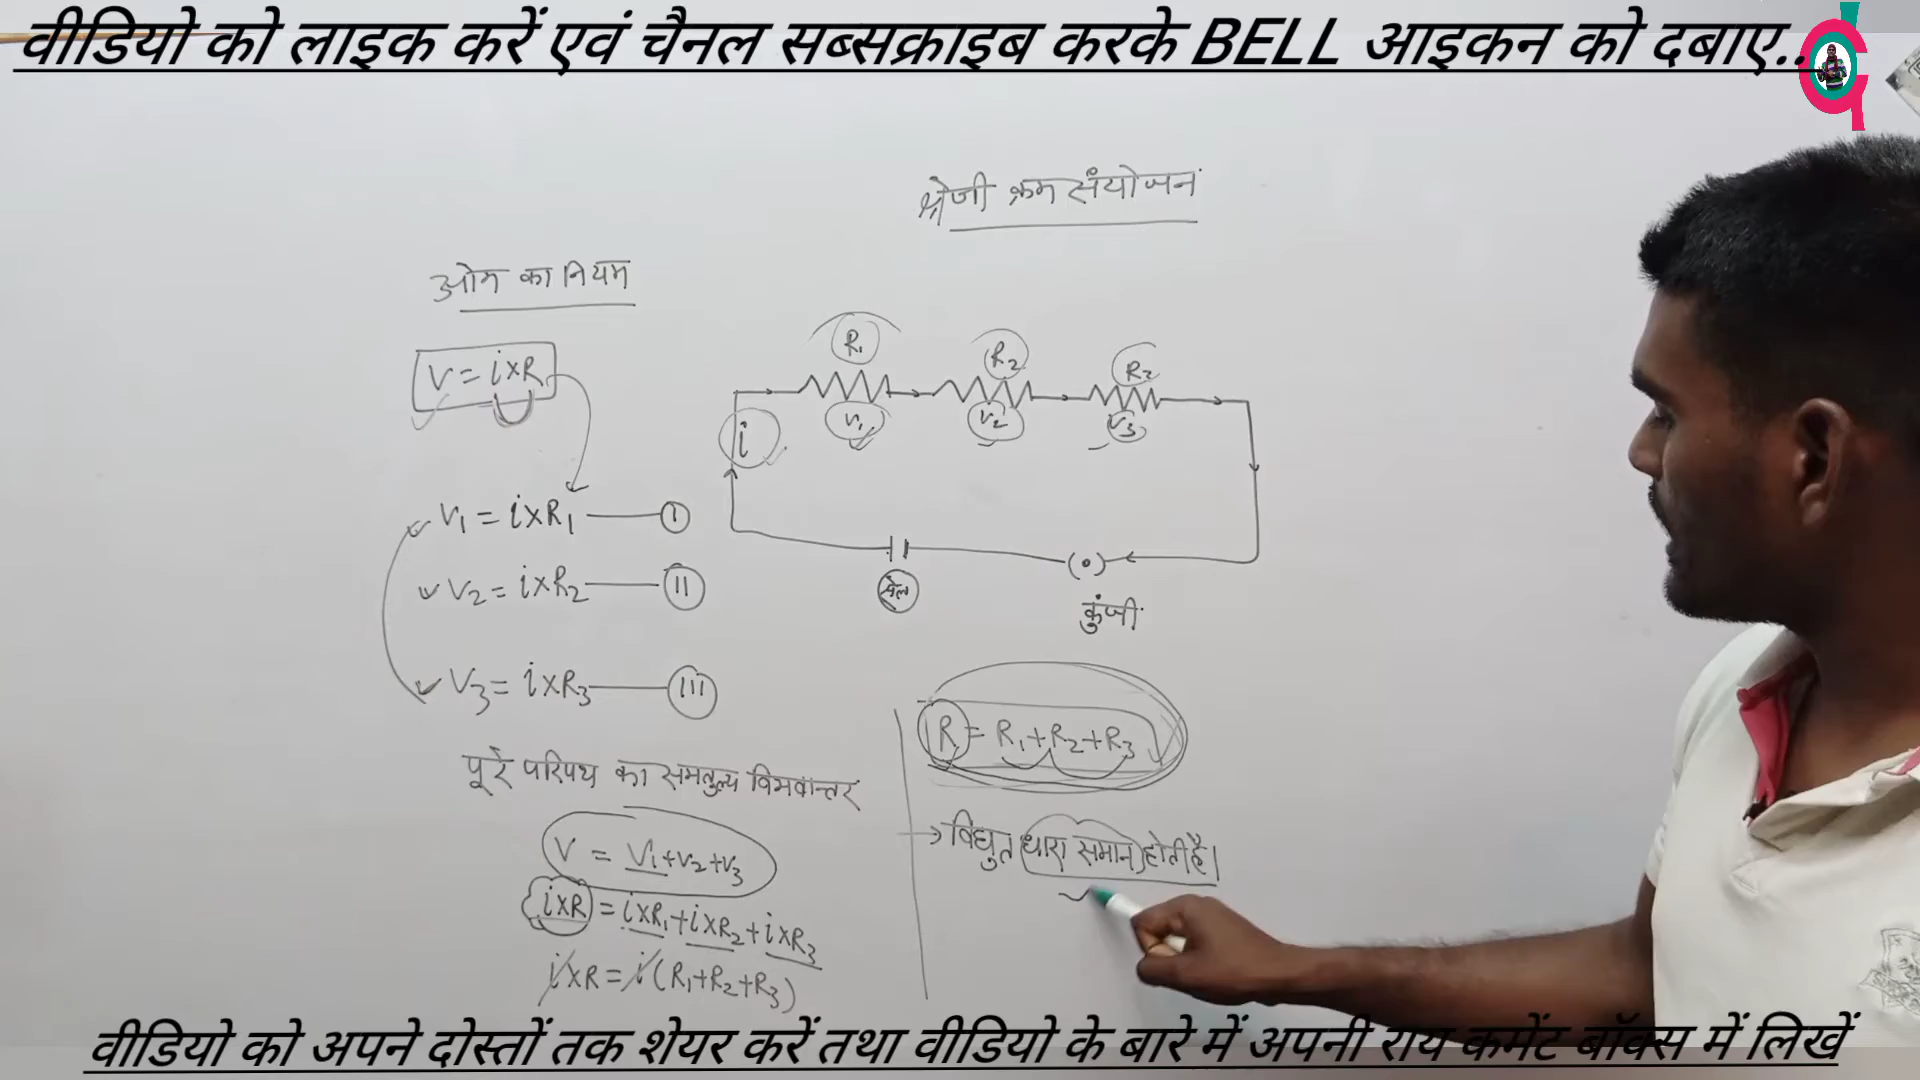 वीडियो को लाइक करें एवं चैनल सब्सक्राइब करके BELL आइकन को दबाए..
श्रेणी क्रम संयोजन
ओम का नियम
V = i×R
R₁
R₂
R₂
V₁
V₂
V₃
i
V₁ = i×R₁ — I
V₂ = i×R₂ — II
V₃ = i×R₃ — III
सेल
कुंजी
पूरे परिपथ का समतुल्य विभवान्तर
V = V₁+V₂+V₃
i×R = i×R₁+i×R₂+i×R₃
i×R = i(R₁+R₂+R₃)
R = R₁+R₂+R₃
→ विद्युत धारा समान होती है।
वीडियो को अपने दोस्तों तक शेयर करें तथा वीडियो के बारे में अपनी राय कमेंट बॉक्स में लिखें